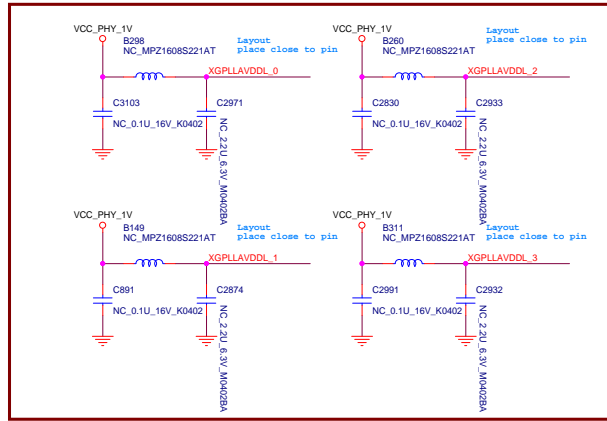 VCC_PHY_1V
B298
NC_MPZ1608S221AT
Layout
place close to pin
XGPLLAVDDL_0
C3103
NC_0.1U_16V_K0402
C2971
NC_2.2U_6.3V_M0402BA
VCC_PHY_1V
B260
NC_MPZ1608S221AT
Layout
place close to pin
XGPLLAVDDL_2
C2830
NC_0.1U_16V_K0402
C2933
NC_2.2U_6.3V_M0402BA
VCC_PHY_1V
B149
NC_MPZ1608S221AT
Layout
place close to pin
XGPLLAVDDL_1
C891
NC_0.1U_16V_K0402
C2874
NC_2.2U_6.3V_M0402BA
VCC_PHY_1V
B311
NC_MPZ1608S221AT
Layout
place close to pin
XGPLLAVDDL_3
C2991
NC_0.1U_16V_K0402
C2932
NC_2.2U_6.3V_M0402BA